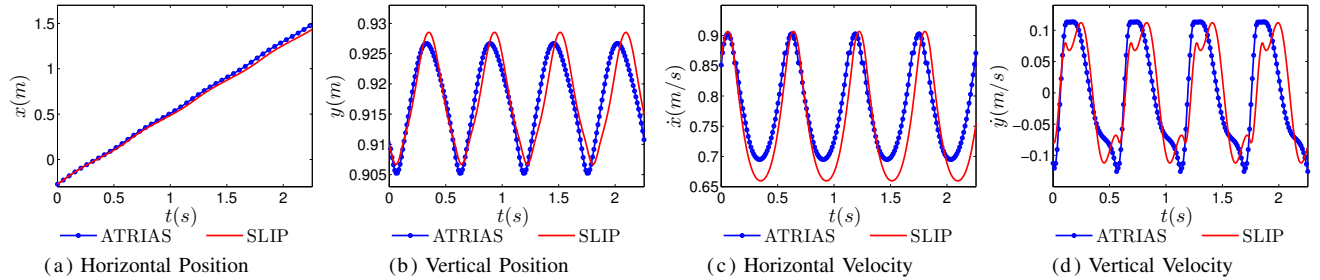 1.5
1
0.5
0
x(m)
0
0.5
1
1.5
2
t(s)
ATRIAS
SLIP
(a) Horizontal Position
0.93
0.925
0.92
0.915
0.91
0.905
y(m)
0
0.5
1
1.5
2
t(s)
ATRIAS
SLIP
(b) Vertical Position
0.9
0.85
0.8
0.75
0.7
0.65
ẋ(m/s)
0
0.5
1
1.5
2
t(s)
ATRIAS
SLIP
(c) Horizontal Velocity
0.1
0.05
0
−0.05
−0.1
ẏ(m/s)
0
0.5
1
1.5
2
t(s)
ATRIAS
SLIP
(d) Vertical Velocity